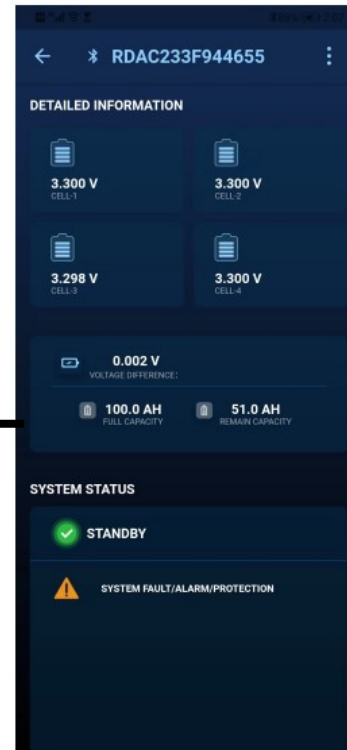 RDAC233F944655
DETAILED INFORMATION
3.300 V
CELL-1
3.300 V
CELL-2
3.298 V
CELL-3
3.300 V
CELL-4
0.002 V
VOLTAGE DIFFERENCE:
100.0 AH
FULL CAPACITY
51.0 AH
REMAIN CAPACITY
SYSTEM STATUS
STANDBY
SYSTEM FAULT/ALARM/PROTECTION